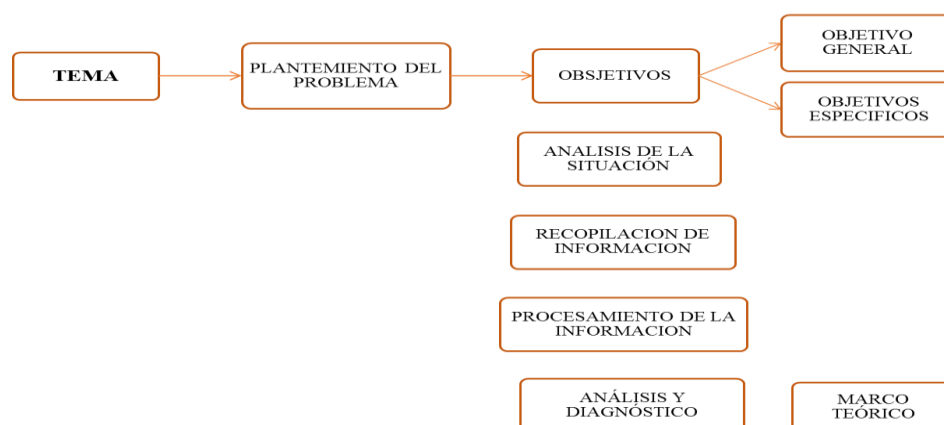 TEMA
PLANTEMIENTO DEL
PROBLEMA
OBSJETIVOS
OBJETIVO
GENERAL
OBJETIVOS
ESPECIFICOS
ANALISIS DE LA
SITUACIÓN
RECOPILACION DE
INFORMACION
PROCESAMIENTO DE LA
INFORMACION
ANÁLISIS Y
DIAGNÓSTICO
MARCO
TEÓRICO